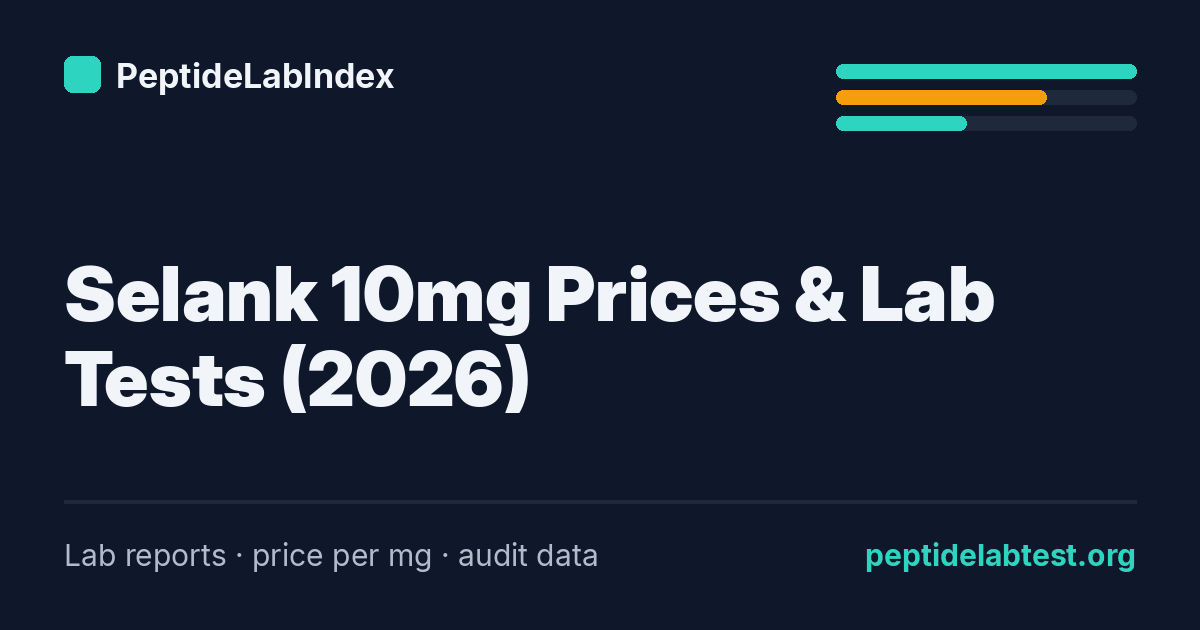 PeptideLabIndex
Selank 10mg Prices & Lab
Tests (2026)
Lab reports · price per mg · audit data
peptidelabtest.org